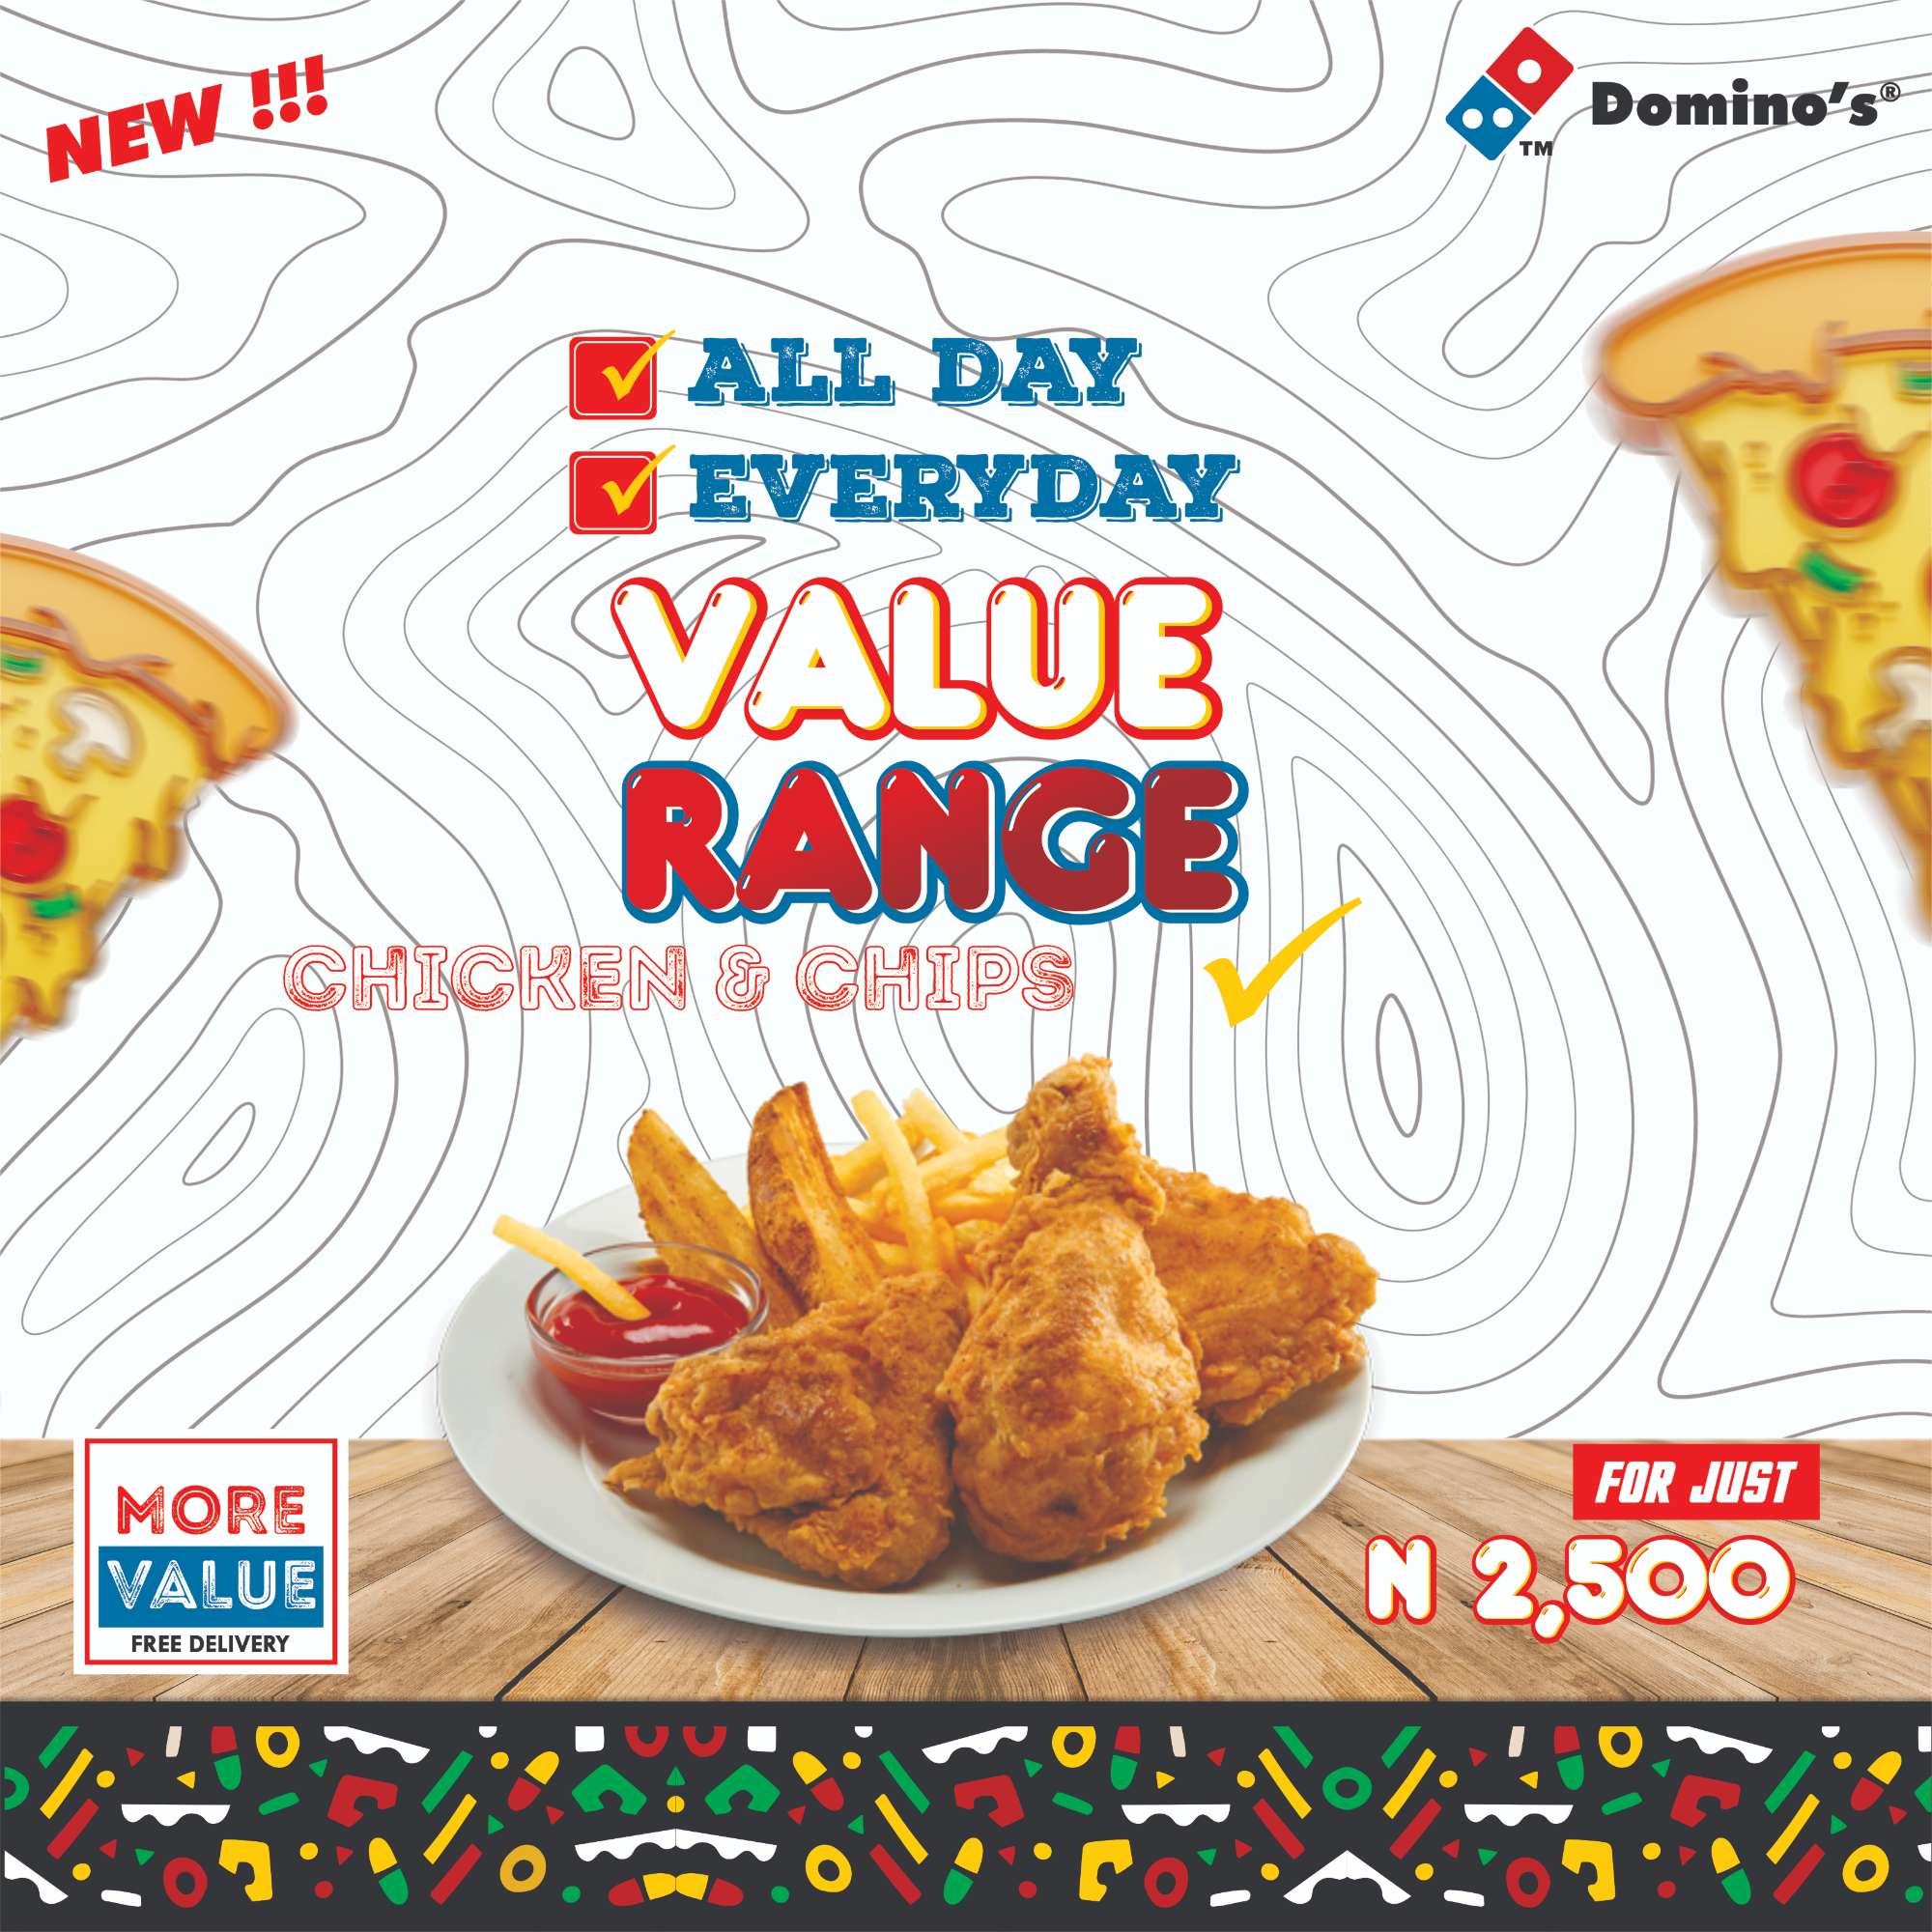 NEW !!!
Domino's®
TM
ALL DAY
EVERYDAY
VALUE
RANGE
CHICKEN & CHIPS
MORE
VALUE
FREE DELIVERY
FOR JUST
N 2,500